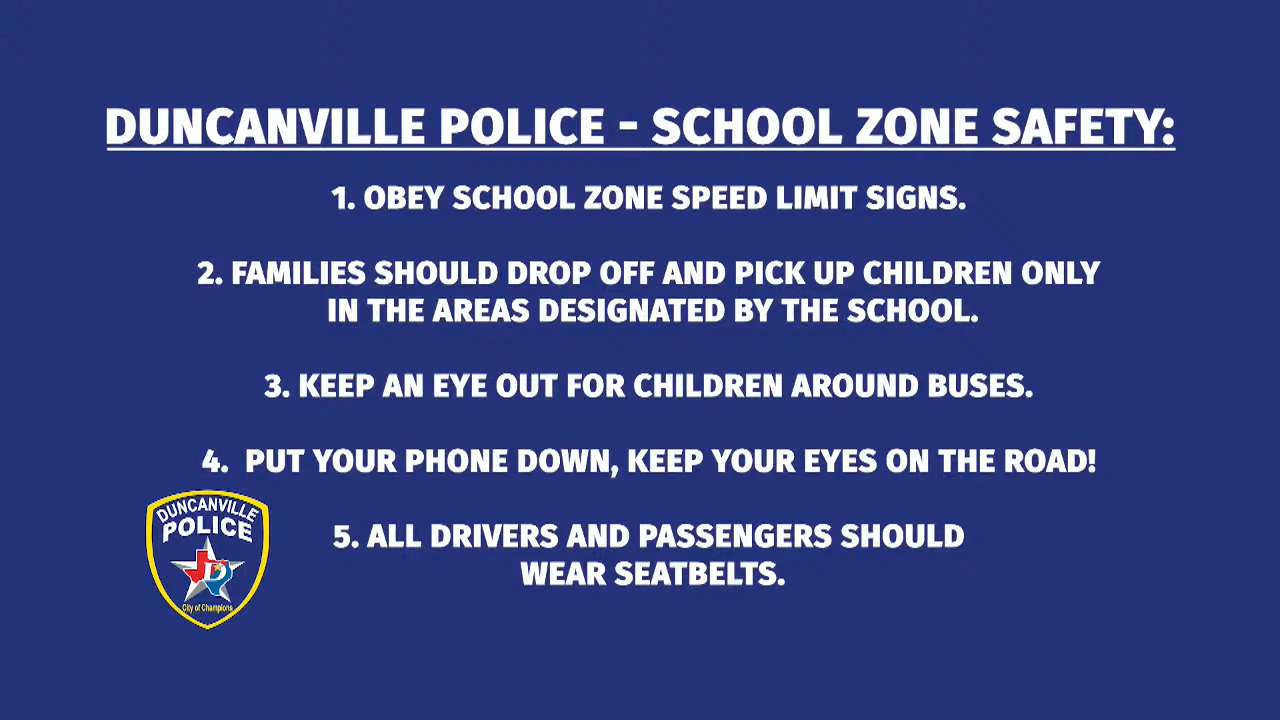 DUNCANVILLE POLICE - SCHOOL ZONE SAFETY:
1. OBEY SCHOOL ZONE SPEED LIMIT SIGNS.
2. FAMILIES SHOULD DROP OFF AND PICK UP CHILDREN ONLY
IN THE AREAS DESIGNATED BY THE SCHOOL.
3. KEEP AN EYE OUT FOR CHILDREN AROUND BUSES.
4. PUT YOUR PHONE DOWN, KEEP YOUR EYES ON THE ROAD!
5. ALL DRIVERS AND PASSENGERS SHOULD
WEAR SEATBELTS.
DUNCANVILLE
POLICE
D
City of Champions